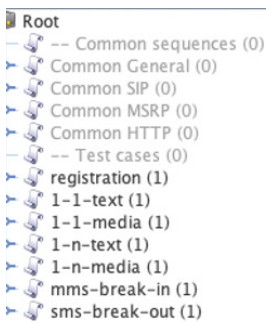 Root
-- Common sequences (0)
Common General (0)
Common SIP (0)
Common MSRP (0)
Common HTTP (0)
-- Test cases (0)
registration (1)
1-1-text (1)
1-1-media (1)
1-n-text (1)
1-n-media (1)
mms-break-in (1)
sms-break-out (1)